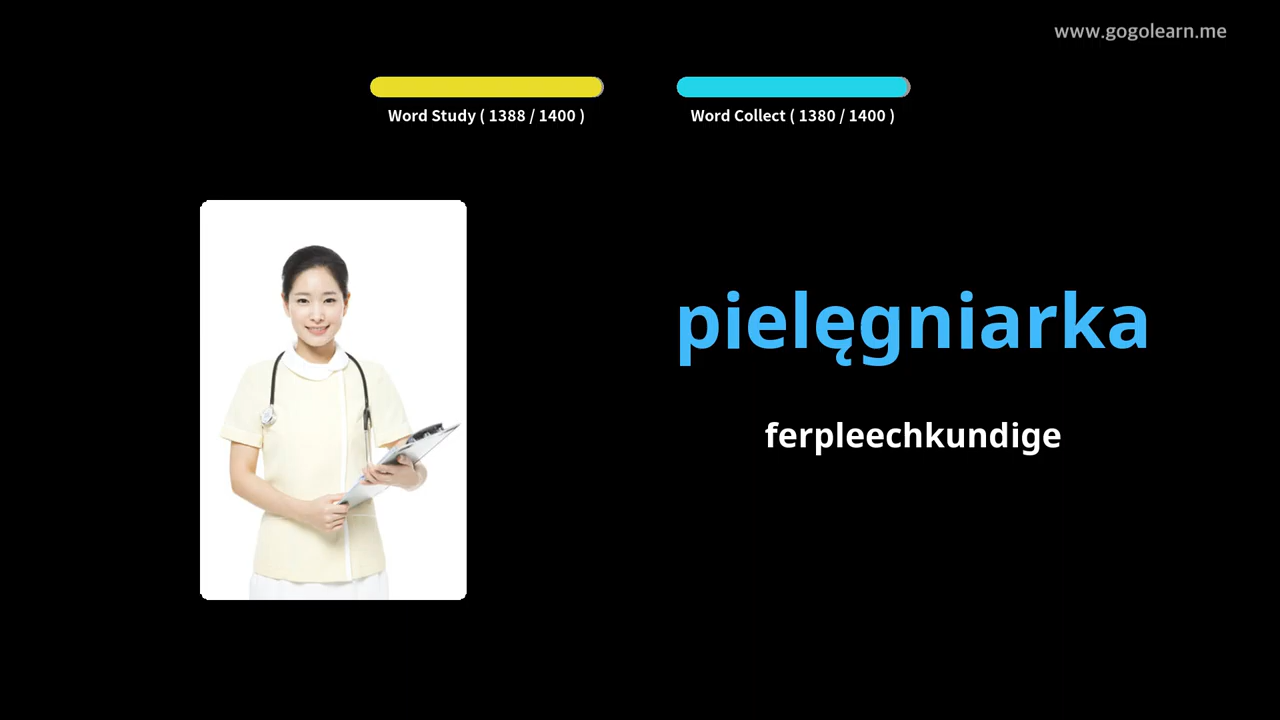 www.gogolearn.me
Word Study ( 1388 / 1400 )
Word Collect ( 1380 / 1400 )
pielęgniarka
ferpleechkundige